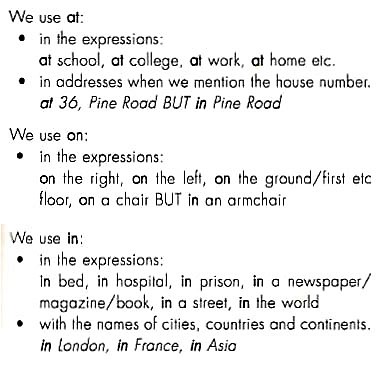 We use at:
• in the expressions:
at school, at college, at work, at home etc.
• in addresses when we mention the house number.
at 36, Pine Road BUT in Pine Road
We use on:
• in the expressions:
on the right, on the left, on the ground/first etc
floor, on a chair BUT in an armchair
We use in:
• in the expressions:
in bed, in hospital, in prison, in a newspaper/
magazine/book, in a street, in the world
• with the names of cities, countries and continents.
in London, in France, in Asia